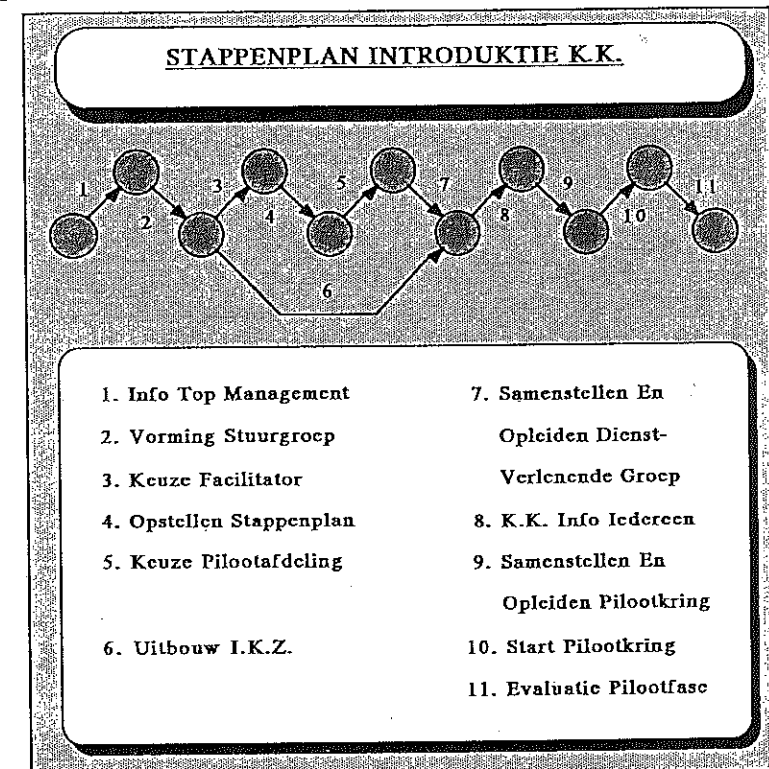 STAPPENPLAN INTRODUKTIE K.K.
1
2
3
4
5
6
7
8
9
10
11
1. Info Top Management
2. Vorming Stuurgroep
3. Keuze Facilitator
4. Opstellen Stappenplan
5. Keuze Pilootafdeling
6. Uitbouw I.K.Z.
7. Samenstellen En
Opleiden Dienst-
Verlenende Groep
8. K.K. Info Iedereen
9. Samenstellen En
Opleiden Pilootkring
10. Start Pilootkring
11. Evaluatie Pilootfase